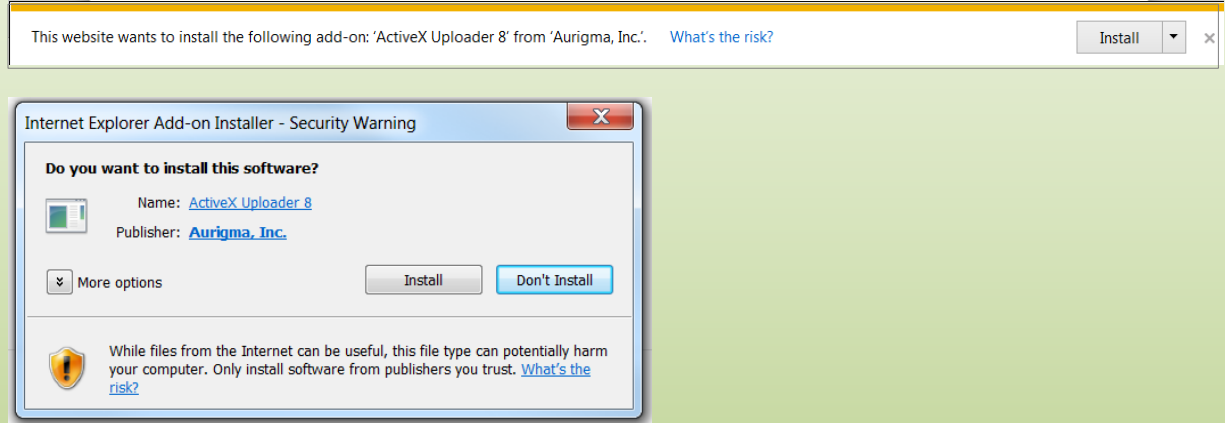 This website wants to install the following add-on: 'ActiveX Uploader 8' from 'Aurigma, Inc.'. What's the risk? Install
Internet Explorer Add-on Installer - Security Warning
Do you want to install this software?
Name: ActiveX Uploader 8
Publisher: Aurigma, Inc.
More options Install Don't Install
While files from the Internet can be useful, this file type can potentially harm
your computer. Only install software from publishers you trust. What's the
risk?